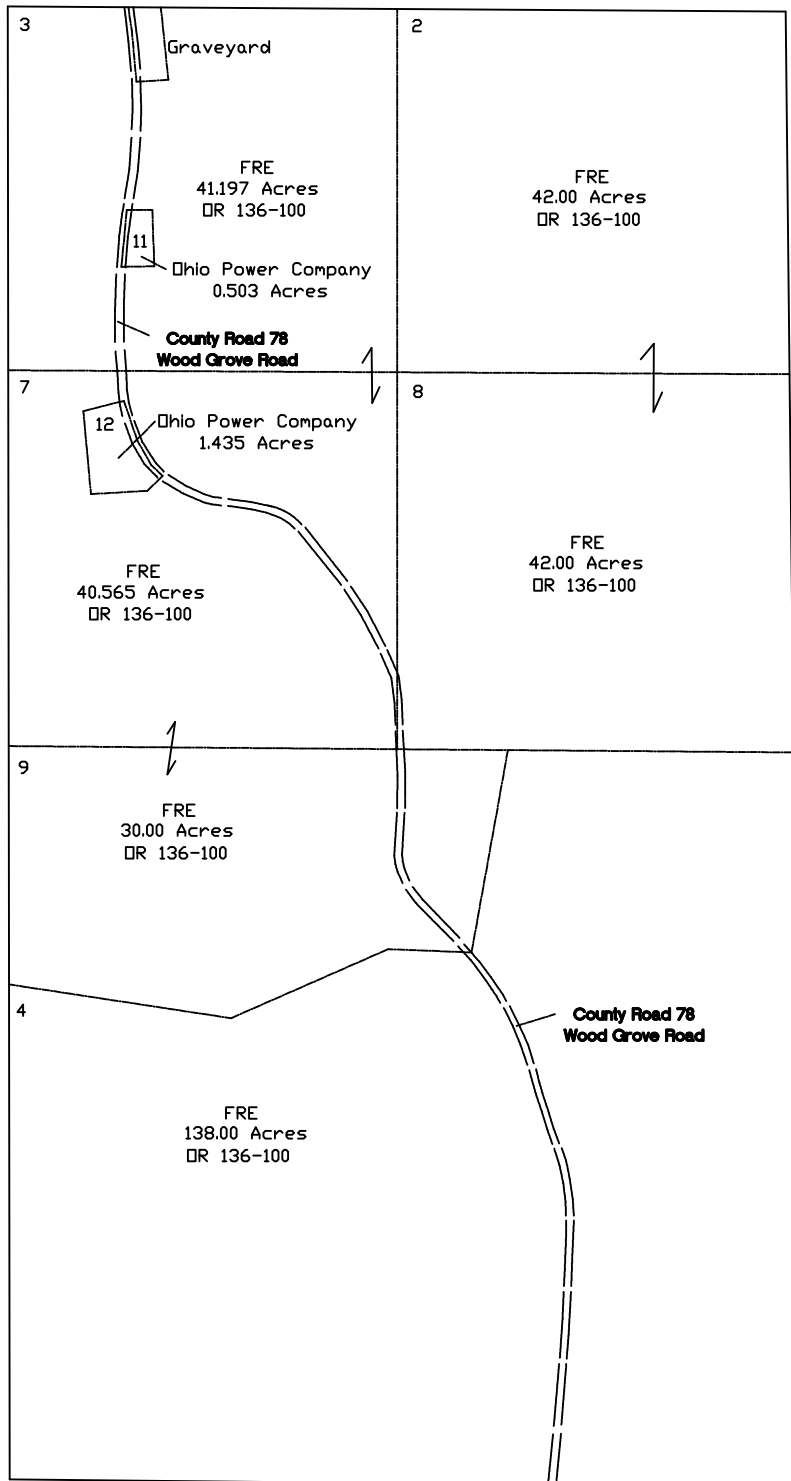 3
2
Graveyard
FRE
41.197 Acres
OR 136-100
FRE
42.00 Acres
OR 136-100
11
Ohio Power Company
0.503 Acres
County Road 78
Wood Grove Road
7
8
12
Ohio Power Company
1.435 Acres
FRE
40.565 Acres
OR 136-100
FRE
42.00 Acres
OR 136-100
9
FRE
30.00 Acres
OR 136-100
4
County Road 78
Wood Grove Road
FRE
138.00 Acres
OR 136-100